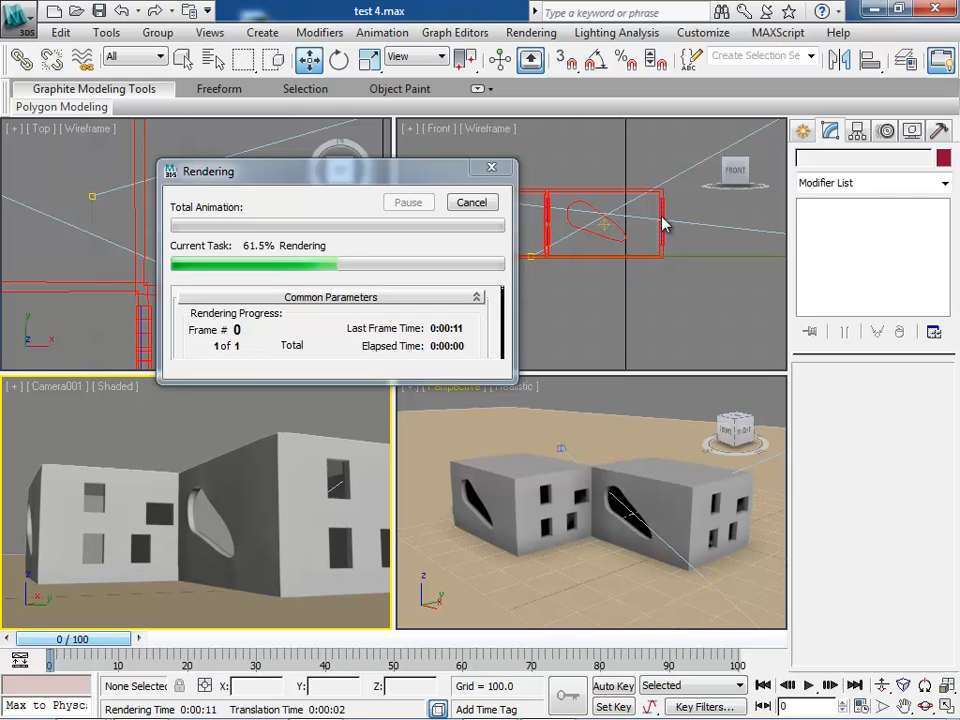 test 4.max
Type a keyword or phrase
3DS
Edit Tools Group Views Create Modifiers Animation Graph Editors Rendering Lighting Analysis Customize MAXScript Help
All View Create Selection Se
Graphite Modeling Tools Freeform Selection Object Paint
Polygon Modeling
[ + ] [ Top ] [ Wireframe ]
[ + ] [ Front ] [ Wireframe ]
FRONT
Modifier List
Rendering
Total Animation: Pause Cancel
Current Task: 61.5% Rendering
Common Parameters
Rendering Progress:
Frame # 0 Last Frame Time: 0:00:11
1 of 1 Total Elapsed Time: 0:00:00
[ + ] [ Camera001 ] [ Shaded ]
[ + ] [ Perspective ] [ Realistic ]
FRONT RIGHT
0 / 100
0 10 20 30 40 50 60 70 80 90 100
None Selected X: Y: Z: Grid = 100.0 Auto Key Selected
Max to Physc Rendering Time 0:00:11 Translation Time 0:00:02 Add Time Tag Set Key Key Filters... 0